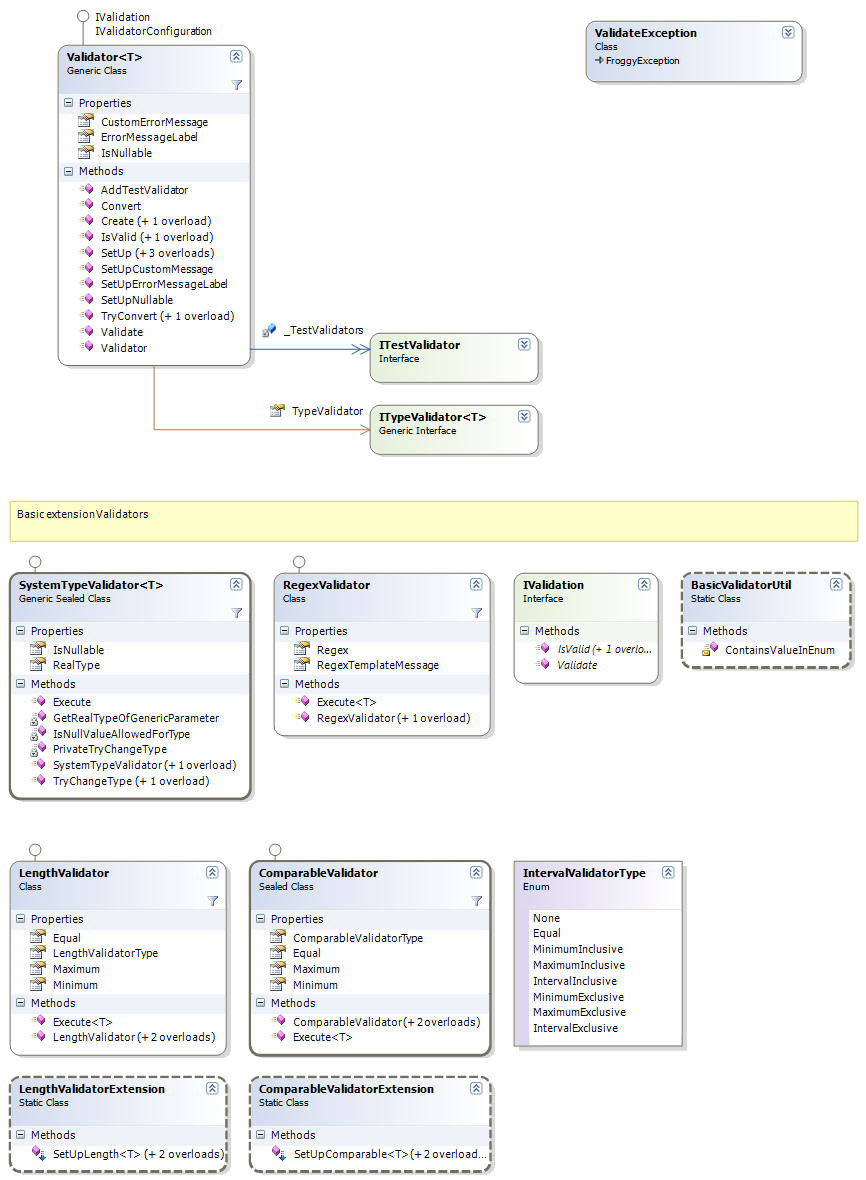 IValidation
IValidatorConfiguration
Validator<T>
Generic Class
Properties
CustomErrorMessage
ErrorMessageLabel
IsNullable
Methods
AddTestValidator
Convert
Create (+ 1 overload)
IsValid (+ 1 overload)
SetUp (+ 3 overloads)
SetUpCustomMessage
SetUpErrorMessageLabel
SetUpNullable
TryConvert (+ 1 overload)
Validate
Validator
ValidateException
Class
FroggyException
_TestValidators
ITestValidator
Interface
TypeValidator
ITypeValidator<T>
Generic Interface
Basic extensionValidators
SystemTypeValidator<T>
Generic Sealed Class
Properties
IsNullable
RealType
Methods
Execute
GetRealTypeOfGenericParameter
IsNullValueAllowedForType
PrivateTryChangeType
SystemTypeValidator (+ 1 overload)
TryChangeType (+ 1 overload)
RegexValidator
Class
Properties
Regex
RegexTemplateMessage
Methods
Execute<T>
RegexValidator (+ 1 overload)
IValidation
Interface
Methods
IsValid (+ 1 overlo...
Validate
BasicValidatorUtil
Static Class
Methods
ContainsValueInEnum
LengthValidator
Class
Properties
Equal
LengthValidatorType
Maximum
Minimum
Methods
Execute<T>
LengthValidator (+ 2 overloads)
ComparableValidator
Sealed Class
Properties
ComparableValidatorType
Equal
Maximum
Minimum
Methods
ComparableValidator (+ 2 overloads)
Execute<T>
IntervalValidatorType
Enum
None
Equal
MinimumInclusive
MaximumInclusive
IntervalInclusive
MinimumExclusive
MaximumExclusive
IntervalExclusive
LengthValidatorExtension
Static Class
Methods
SetUpLength<T> (+ 2 overloads)
ComparableValidatorExtension
Static Class
Methods
SetUpComparable<T> (+ 2 overload...